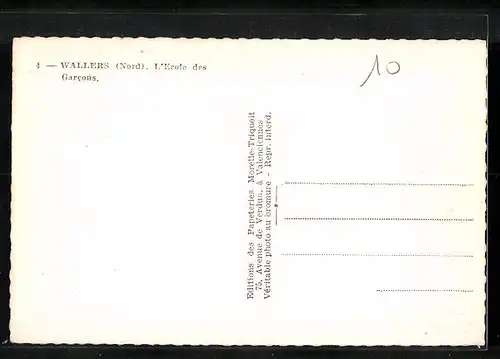 4 — WALLERS (Nord). L'Ecole des
Garçons.
10
Editions des Papeteries Morelle-Triquelt
75, Avenue de Verdun, à Valenciennes
Véritable photo au bromure - Repr. interd.